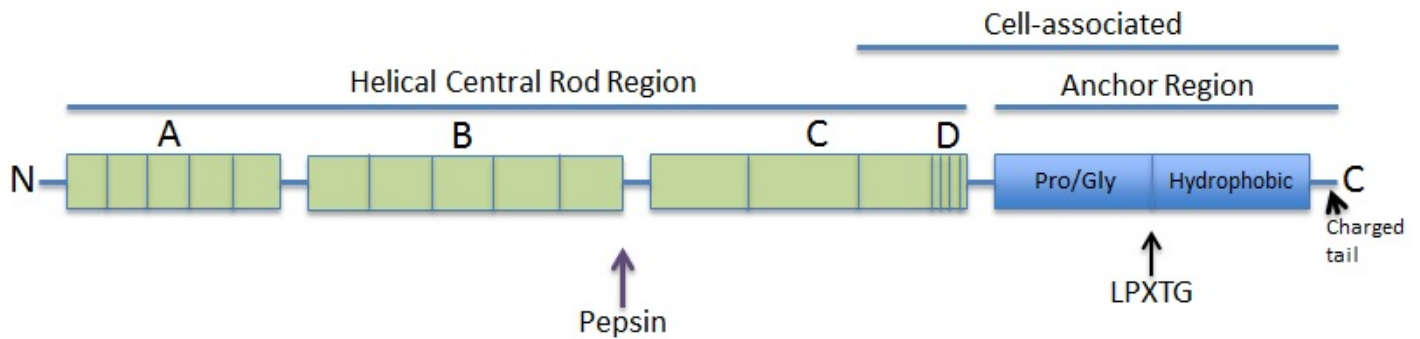 Cell-associated
Helical Central Rod Region
Anchor Region
A
B
C
D
N
Pro/Gly
Hydrophobic
C
Charged
tail
LPXTG
Pepsin